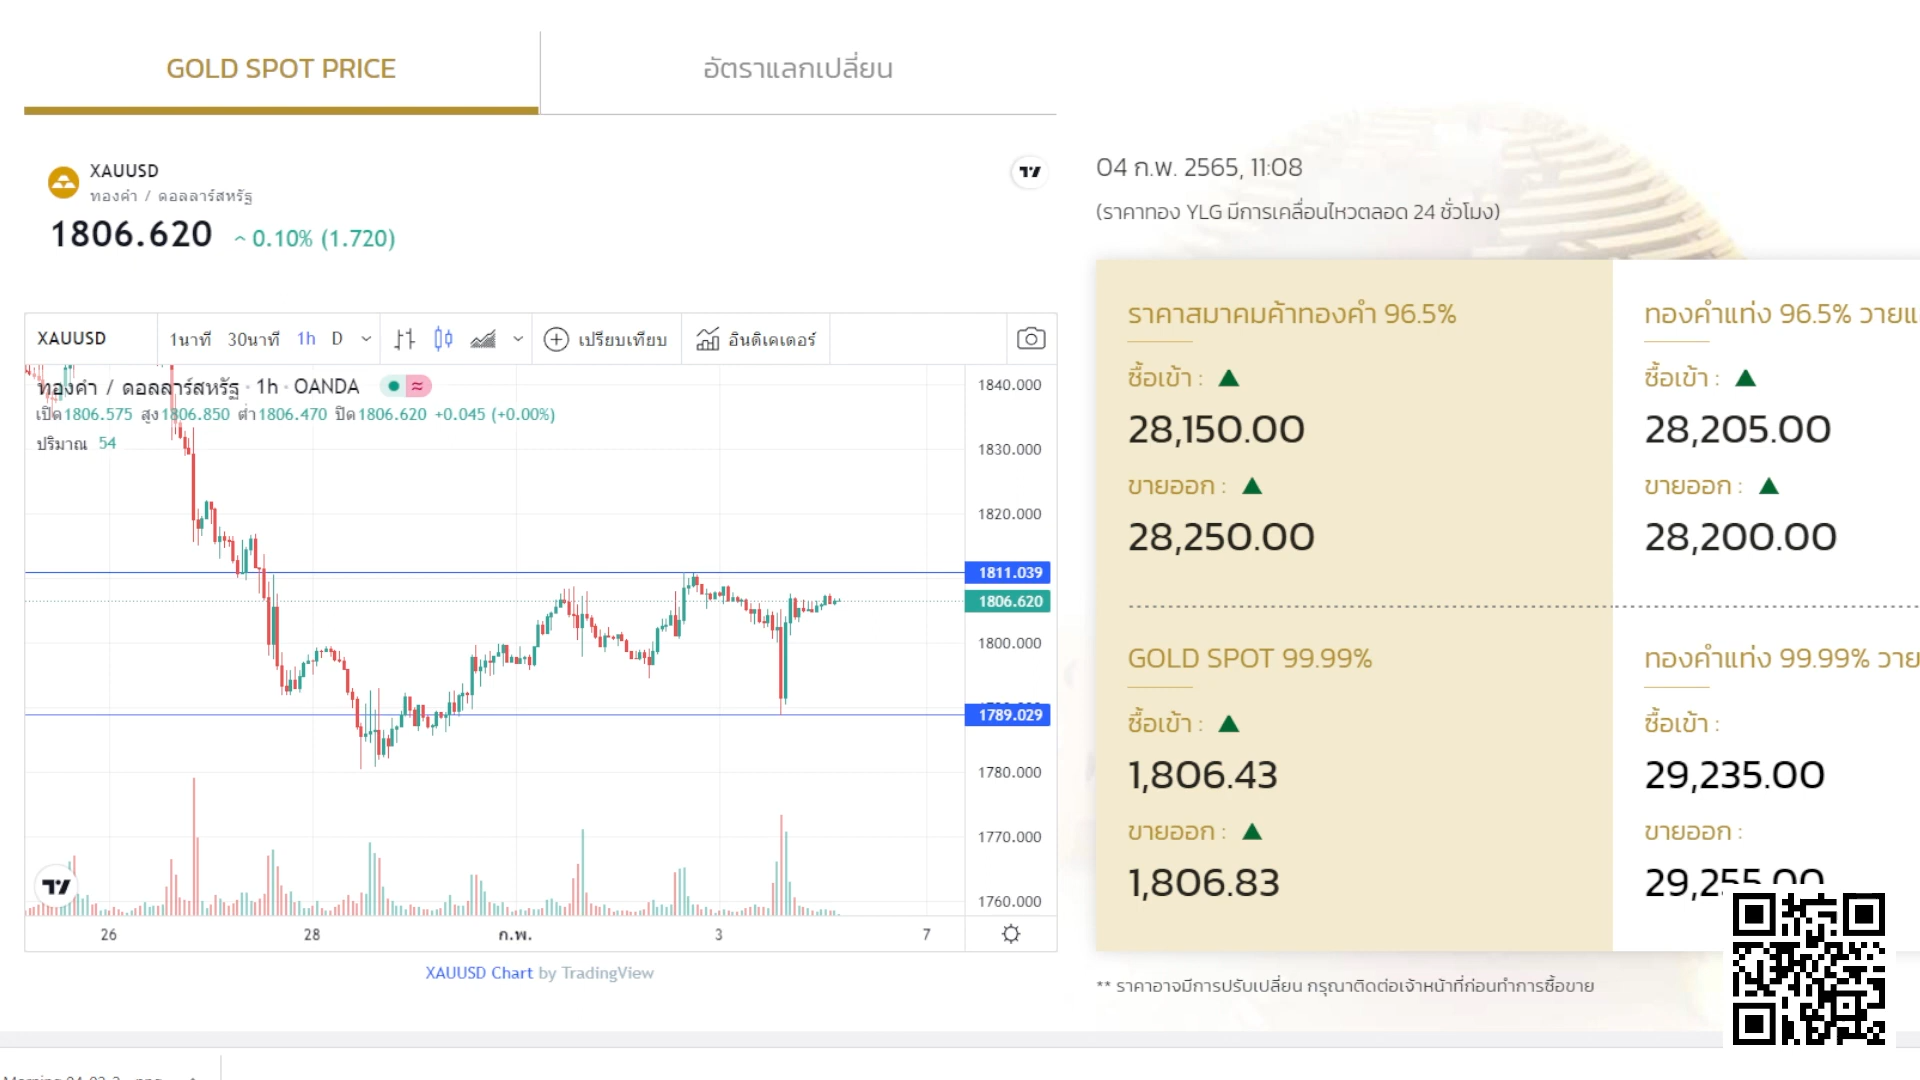 GOLD SPOT PRICE
อัตราแลกเปลี่ยน
XAUUSD
ทองคำ / ดอลลาร์สหรัฐ
1806.620 0.10% (1.720)
XAUUSD 1นาที 30นาที 1h D เปรียบเทียบ อินดิเคเตอร์
ทองคำ / ดอลลาร์สหรัฐ · 1h · OANDA
เปิด1806.575 สูง1806.850 ต่ำ1806.470 ปิด1806.620 +0.045 (+0.00%)
ปริมาณ 54
1840.000
1830.000
1820.000
1811.039
1806.620
1800.000
1789.029
1780.000
1770.000
1760.000
26 28 ก.พ. 3 7
XAUUSD Chart by TradingView
04 ก.พ. 2565, 11:08
(ราคาทอง YLG มีการเคลื่อนไหวตลอด 24 ชั่วโมง)
ราคาสมาคมค้าทองคำ 96.5%
ซื้อเข้า : ▲
28,150.00
ขายออก : ▲
28,250.00
ทองคำแท่ง 96.5% วายแ
ซื้อเข้า : ▲
28,205.00
ขายออก : ▲
28,200.00
GOLD SPOT 99.99%
ซื้อเข้า : ▲
1,806.43
ขายออก : ▲
1,806.83
ทองคำแท่ง 99.99% วาย
ซื้อเข้า :
29,235.00
ขายออก :
29,255.00
** ราคาอาจมีการปรับเปลี่ยน กรุณาติดต่อเจ้าหน้าที่ก่อนทำการซื้อขาย